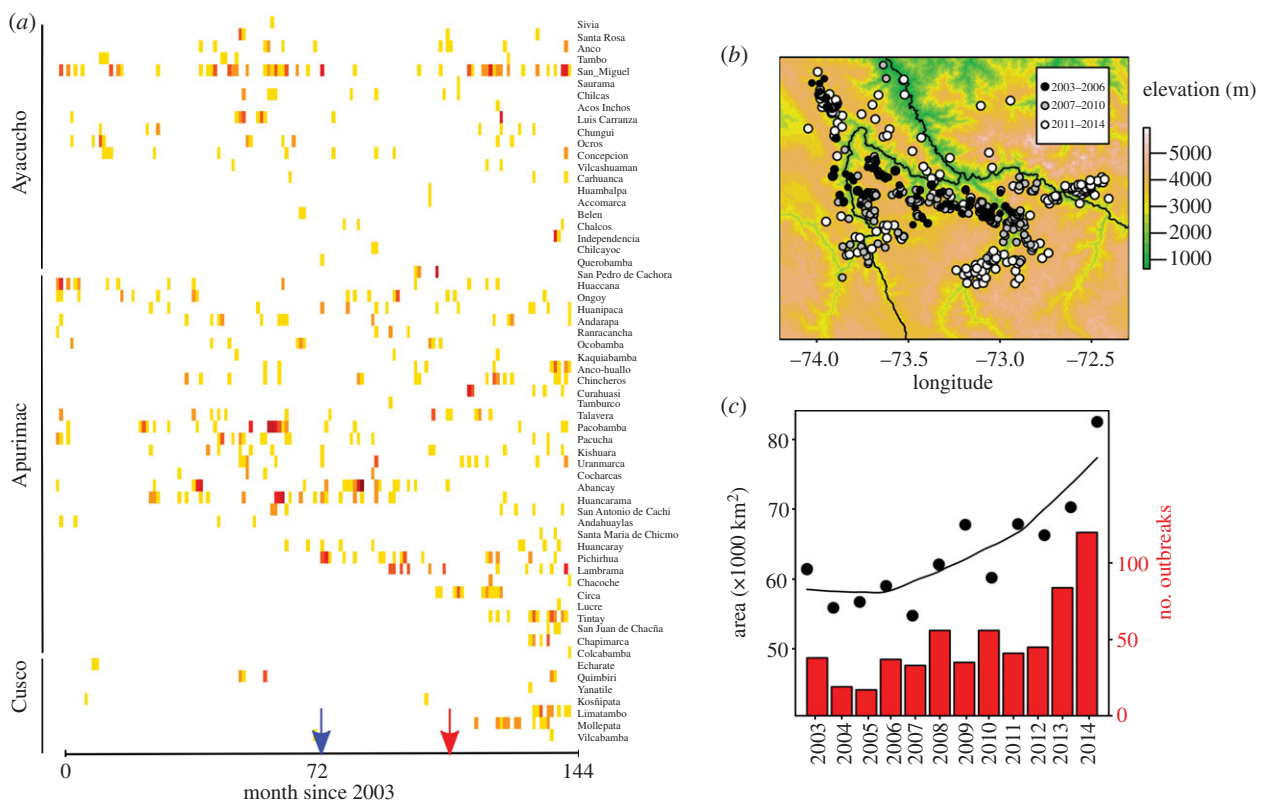 (a)
Ayacucho
Apurimac
Cusco
Sivia
Santa Rosa
Anco
Tambo
San_Miguel
Saurama
Chilcas
Acos Inchos
Luis Carranza
Chungui
Ocros
Concepcion
Vilcashuaman
Carhuanca
Huambalpa
Accomarca
Belen
Chalcos
Independencia
Chilcayoc
Querobamba
San Pedro de Cachora
Huaccana
Ongoy
Huanipaca
Andarapa
Ranracancha
Ocobamba
Kaquiabamba
Anco-huallo
Chincheros
Curahuasi
Tamburco
Talavera
Pacobamba
Pacucha
Kishuara
Uranmarca
Cocharcas
Abancay
Huancarama
San Antonio de Cachi
Andahuaylas
Santa Maria de Chicmo
Huancaray
Pichirhua
Lambrama
Chacoche
Circa
Lucre
Tintay
San Juan de Chacña
Chapimarca
Colcabamba
Echarate
Quimbiri
Yanatile
Kosñipata
Limatambo
Mollepata
Vilcabamba
0 72 144
month since 2003
(b)
2003–2006
2007–2010
2011–2014
elevation (m)
5000
4000
3000
2000
1000
–74.0 –73.5 –73.0 –72.5
longitude
(c)
area (×1000 km²)
80
70
60
50
no. outbreaks
100
50
0
2003 2004 2005 2006 2007 2008 2009 2010 2011 2012 2013 2014